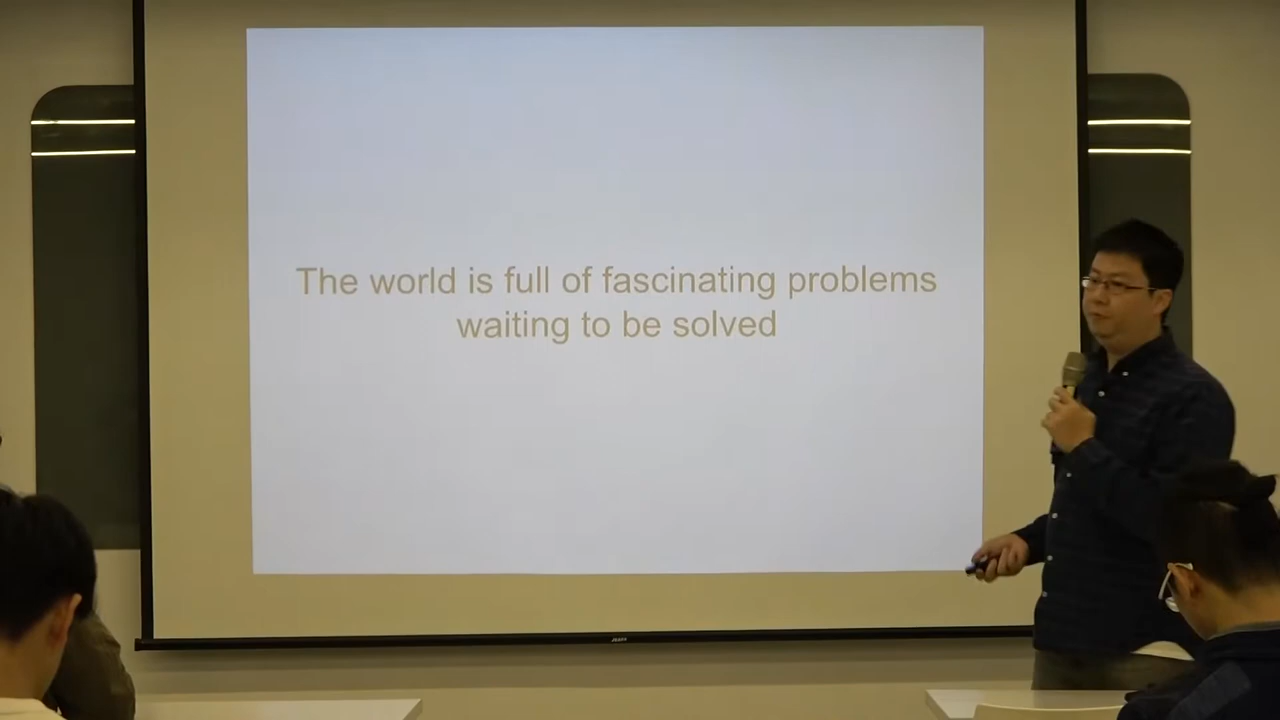 The world is full of fascinating problems
waiting to be solved